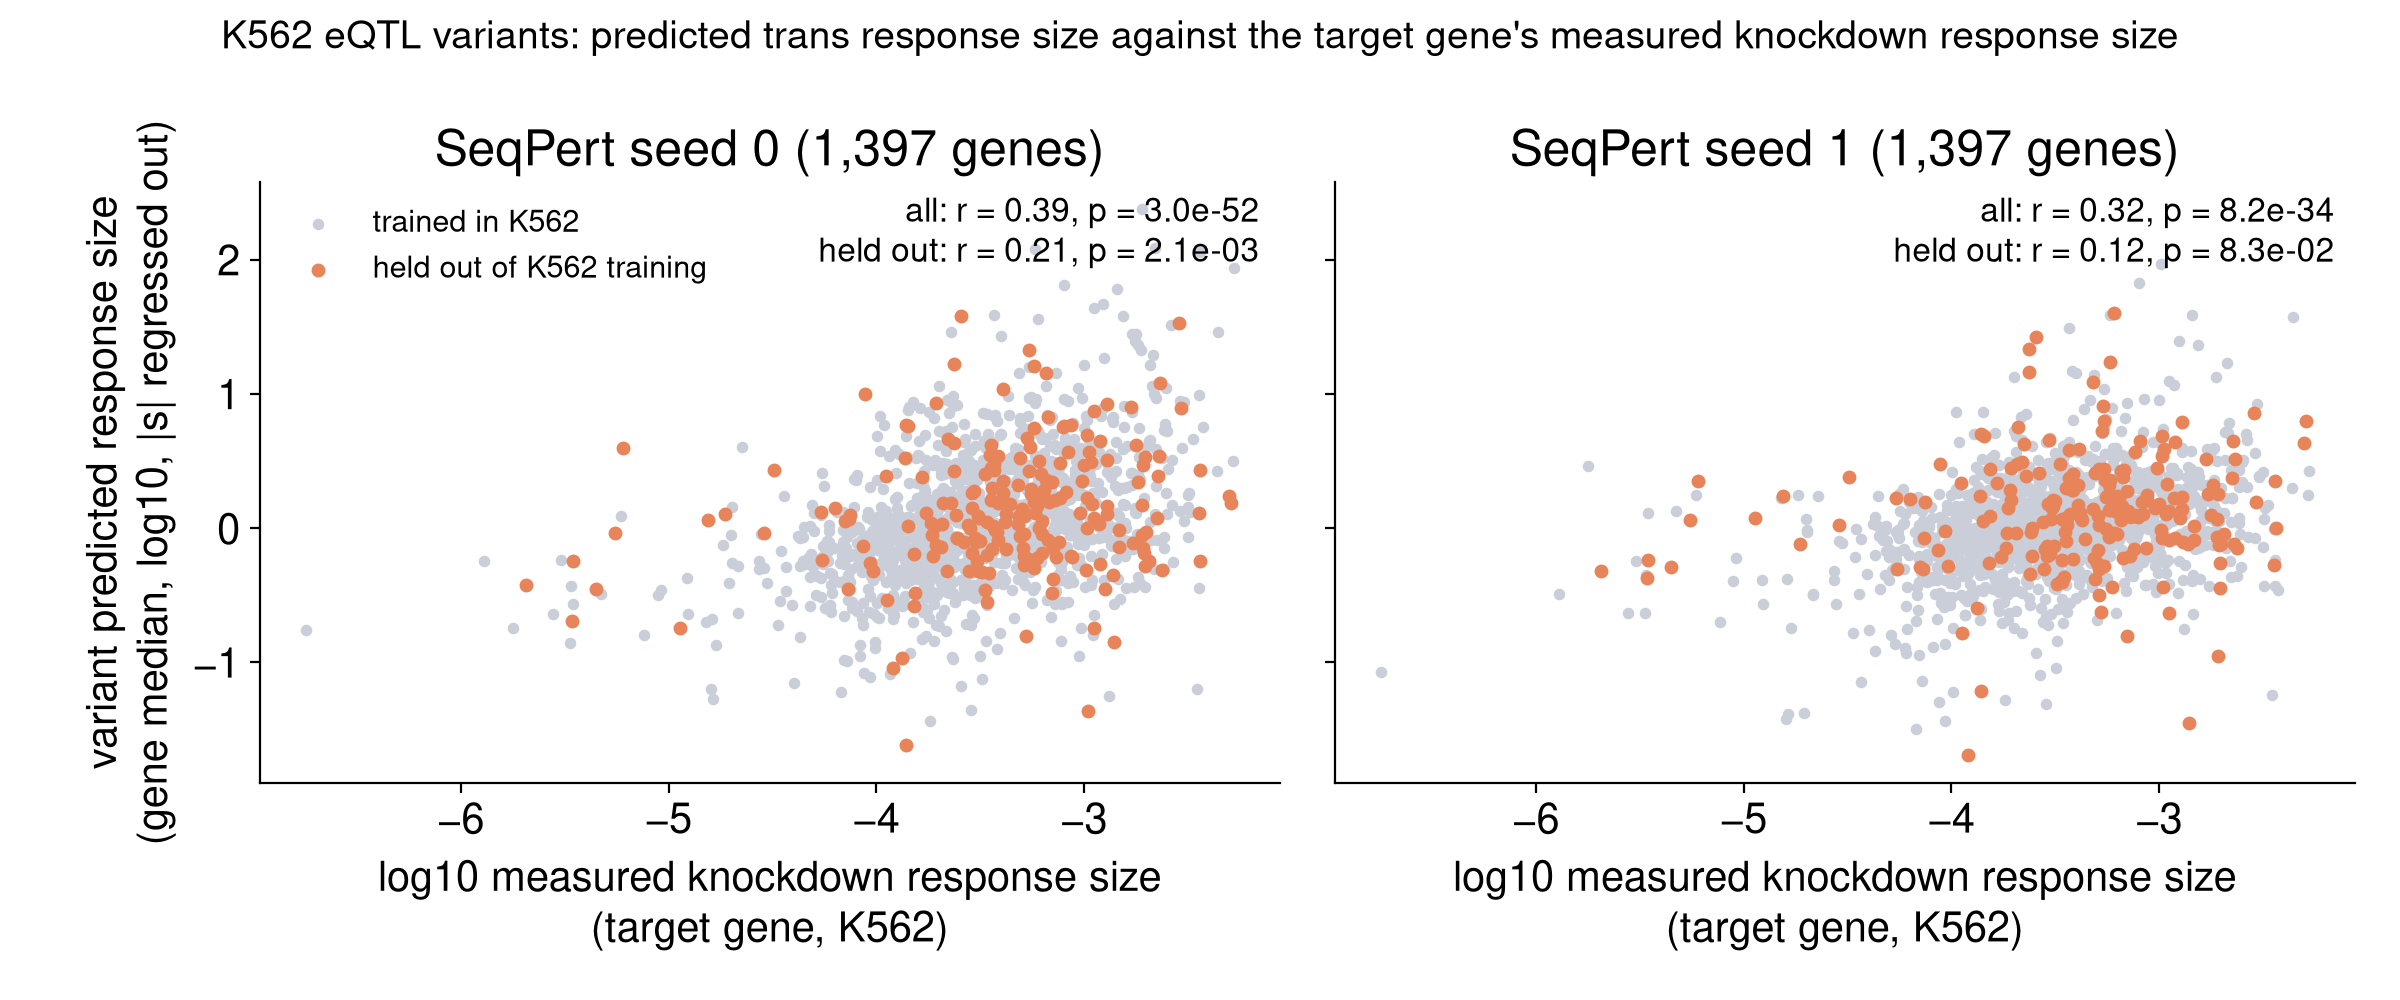 K562 eQTL variants: predicted trans response size against the target gene's measured knockdown response size
SeqPert seed 0 (1,397 genes)
SeqPert seed 1 (1,397 genes)
variant predicted response size
(gene median, log10, |s| regressed out)
trained in K562
held out of K562 training
all: r = 0.39, p = 3.0e-52
held out: r = 0.21, p = 2.1e-03
all: r = 0.32, p = 8.2e-34
held out: r = 0.12, p = 8.3e-02
2
1
0
−1
−6
−5
−4
−3
−6
−5
−4
−3
log10 measured knockdown response size
(target gene, K562)
log10 measured knockdown response size
(target gene, K562)